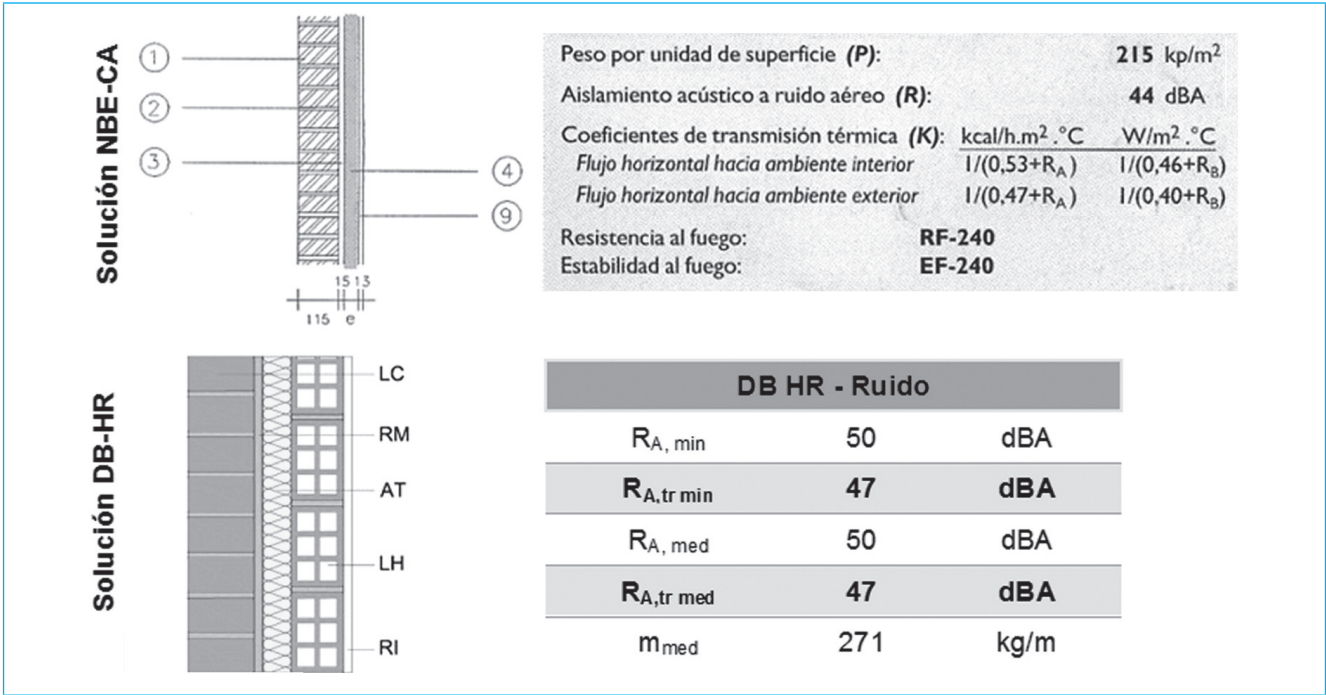 Solución NBE-CA
1
2
3
4
9
15 13
115 e
Peso por unidad de superficie (P): 215 kp/m²
Aislamiento acústico a ruido aéreo (R): 44 dBA
Coeficientes de transmisión térmica (K): kcal/h.m².°C W/m².°C
Flujo horizontal hacia ambiente interior 1/(0,53+RA) 1/(0,46+RB)
Flujo horizontal hacia ambiente exterior 1/(0,47+RA) 1/(0,40+RB)
Resistencia al fuego: RF-240
Estabilidad al fuego: EF-240
Solución DB-HR
LC
RM
AT
LH
RI
DB HR - Ruido
RA, min 50 dBA
RA,tr min 47 dBA
RA, med 50 dBA
RA,tr med 47 dBA
m med 271 kg/m